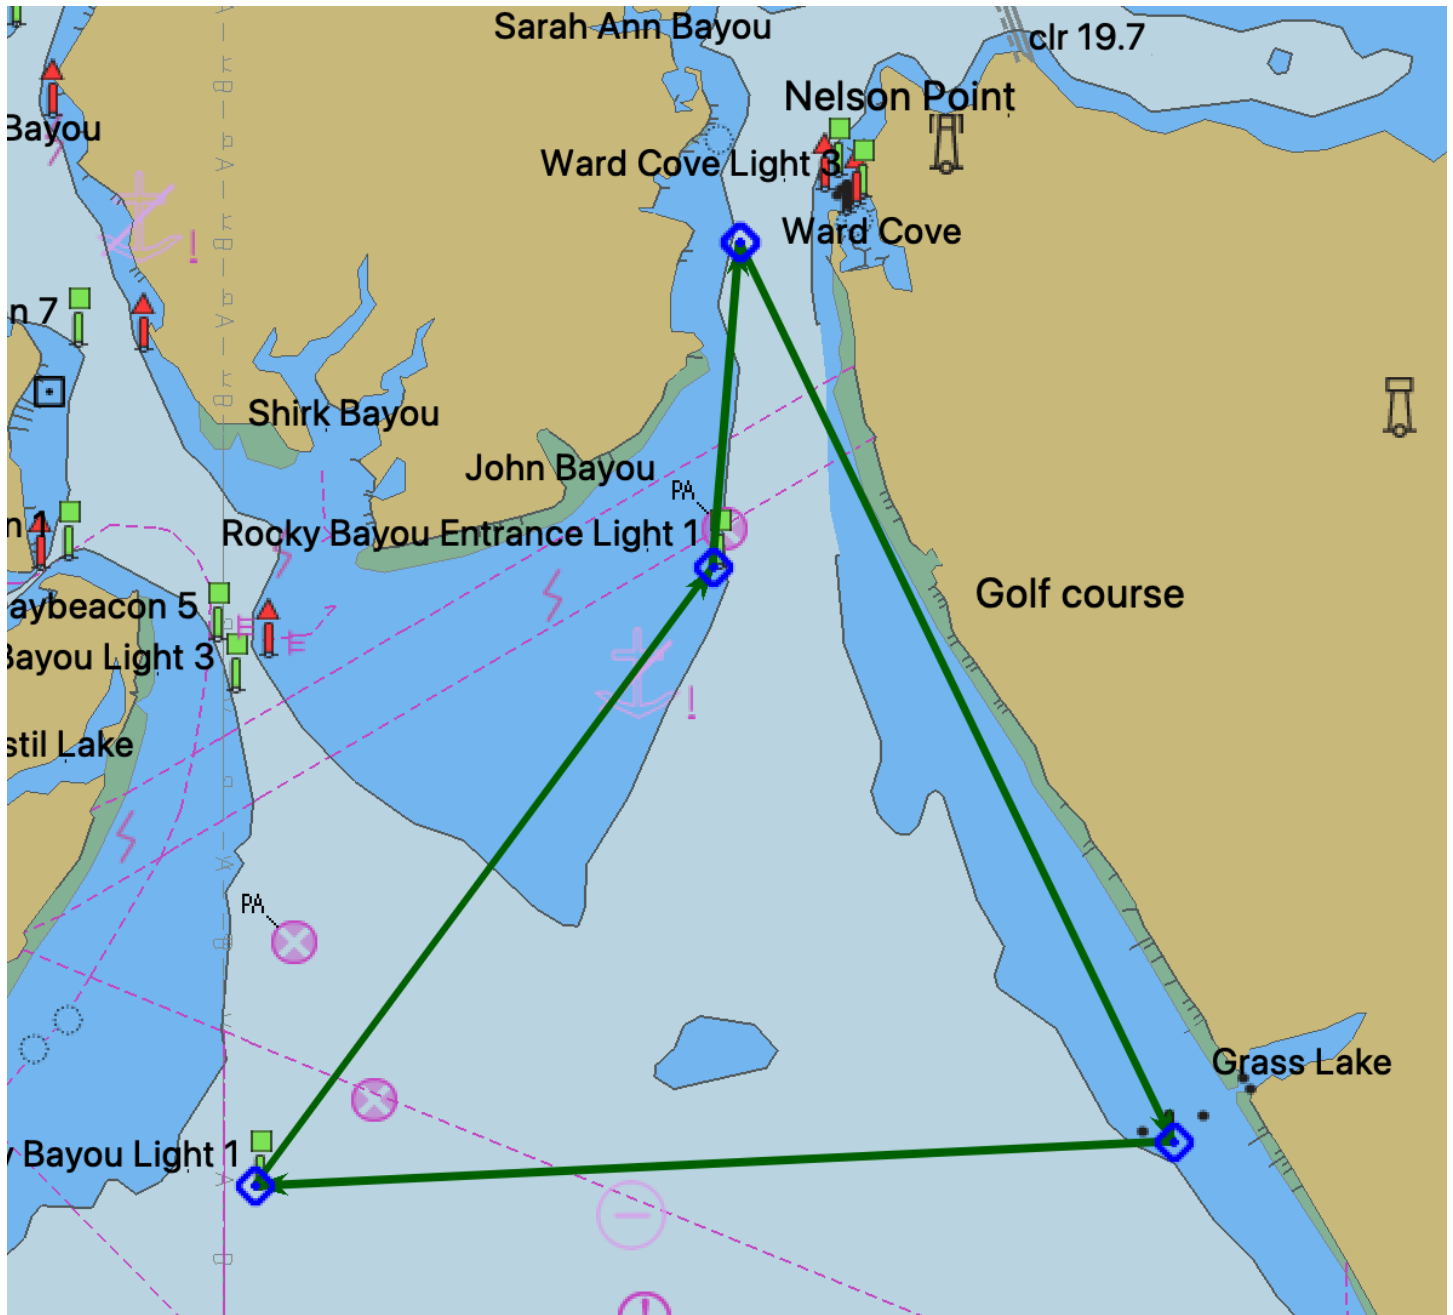 Sarah Ann Bayou
clr 19.7
Nelson Point
Bayou
Ward Cove Light 3
Ward Cove
n 7
Shirk Bayou
John Bayou
PA
n 1
Rocky Bayou Entrance Light 1
aybeacon 5
Golf course
Bayou Light 3
stil Lake
PA
Grass Lake
y Bayou Light 1